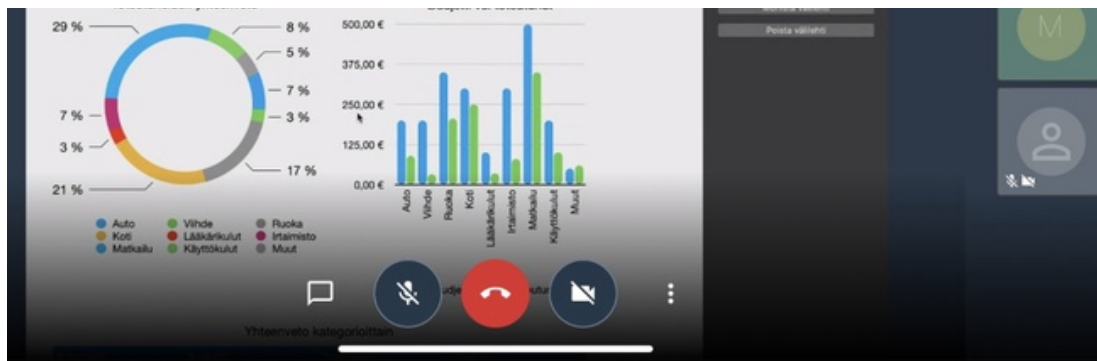 29 %
8 %
5 %
7 %
3 %
17 %
21 %
3 %
7 %
Auto
Viihde
Ruoka
Koti
Lääkärikulut
Irtaimisto
Matkailu
Käyttökulut
Muut
500,00 €
375,00 €
250,00 €
125,00 €
0,00 €
Auto
Viihde
Ruoka
Koti
Lääkärikulut
Irtaimisto
Matkailu
Käyttökulut
Muut
Yhteenveto kategorioittain
Poista välilehti
M